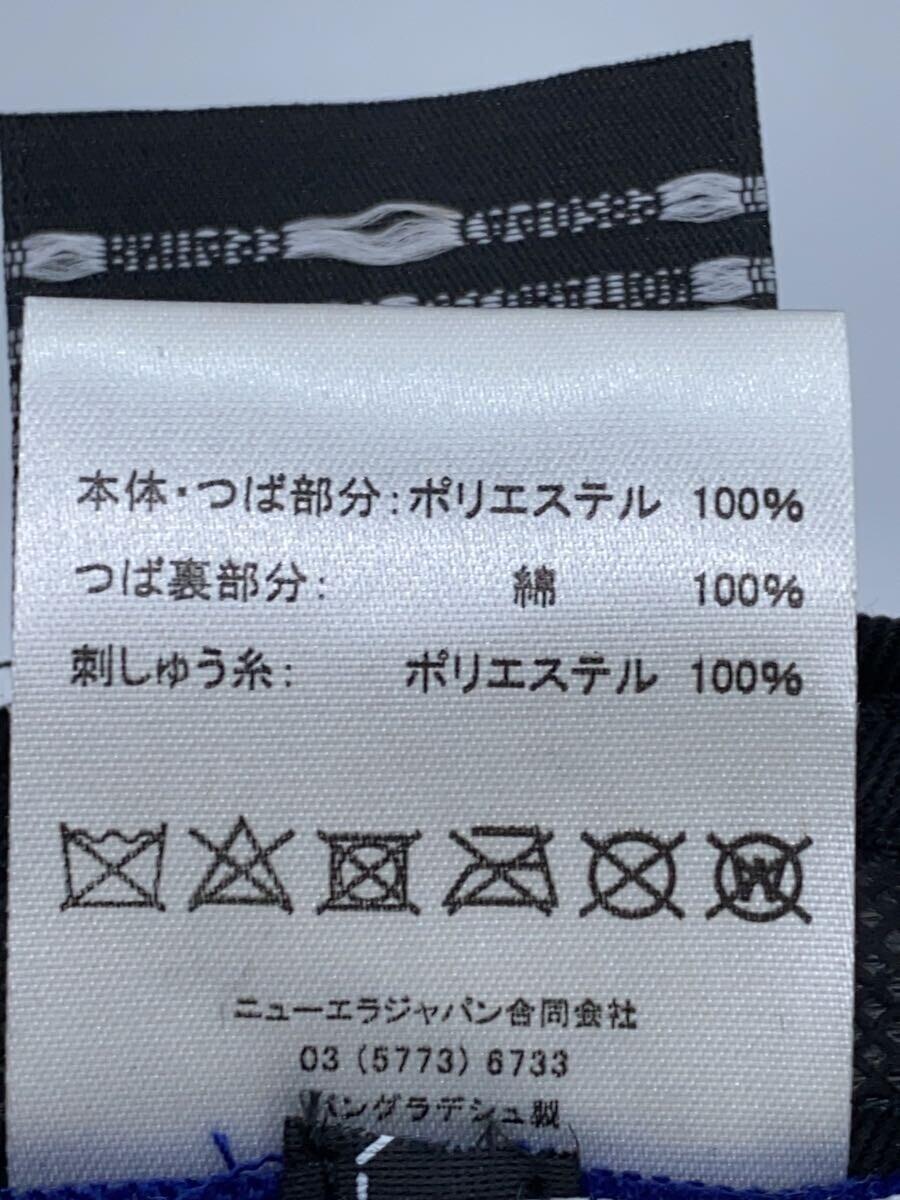 本体・つば部分：ポリエステル 100%
つば裏部分： 綿 100%
刺しゅう糸： ポリエステル 100%
W
ニューエラジャパン合同会社
03 (5773) 6733
バングラデシュ製